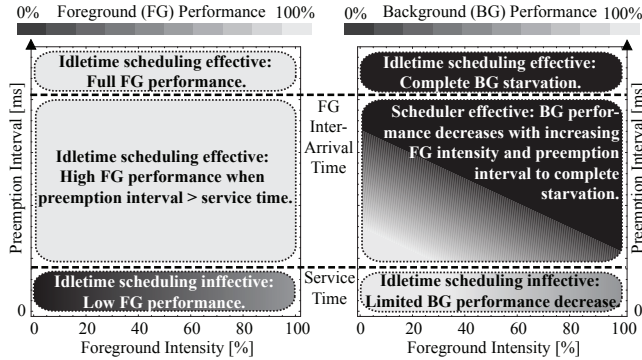 Foreground (FG) Performance
0%
100%
Background (BG) Performance
0%
100%
Preemption Interval [ms]
Idletime scheduling effective:
Full FG performance.
Idletime scheduling effective:
High FG performance when
preemption interval > service time.
Idletime scheduling inffective:
Low FG performance.
0
0 20 40 60 80 100
Foreground Intensity [%]
FG
Inter-
Arrival
Time
Service
Time
Idletime scheduling effective:
Complete BG starvation.
Scheduler effective: BG perfor-
mance decreases with increasing
FG intensity and preemption
interval to complete
starvation.
Idletime scheduling inffective:
Limited BG performance decrease.
0 20 40 60 80 100
Foreground Intensity [%]
0
Preemption Interval [ms]